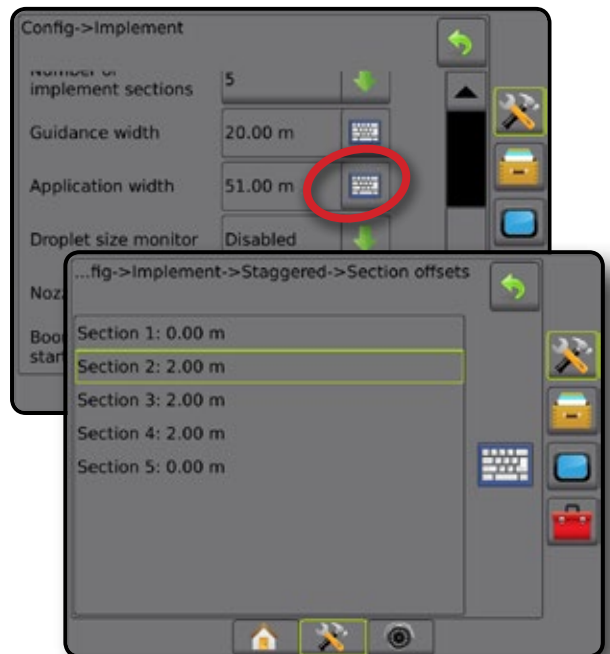 Config->Implement
implement sections
5
Guidance width
20.00 m
Application width
51.00 m
Droplet size monitor
Disabled
...fig->Implement->Staggered->Section offsets
Section 1: 0.00 m
Section 2: 2.00 m
Section 3: 2.00 m
Section 4: 2.00 m
Section 5: 0.00 m